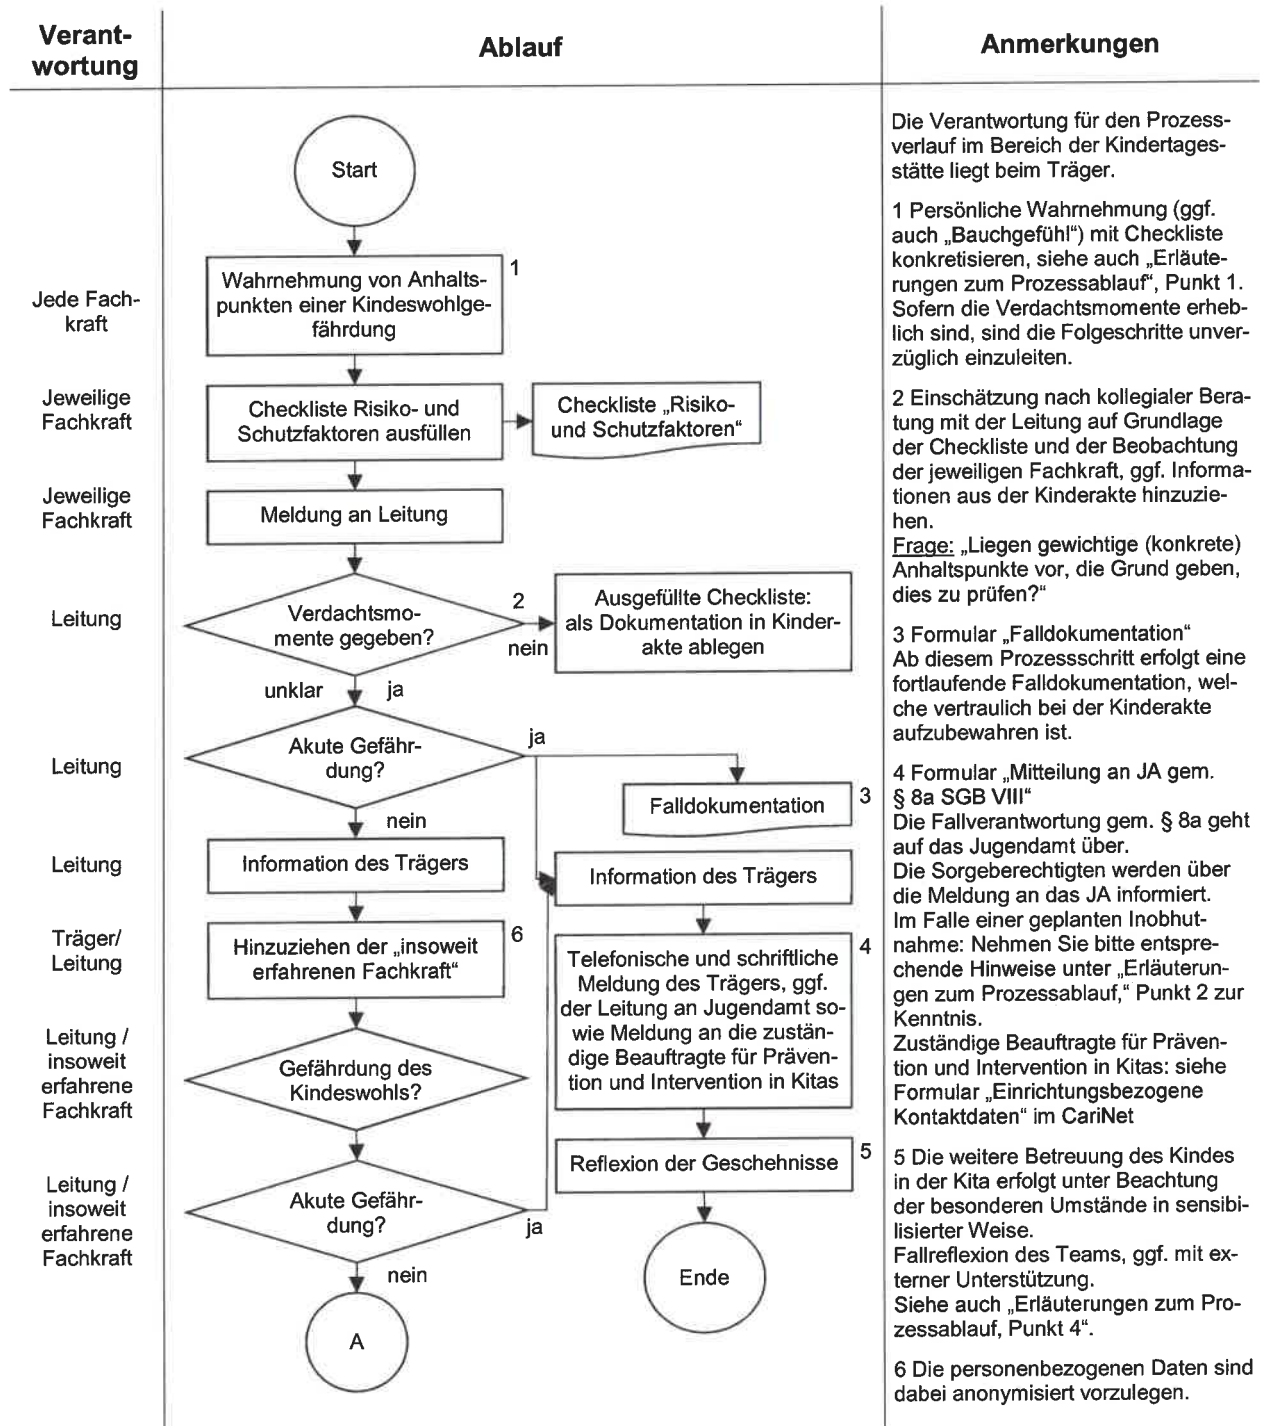 Verant-
wortung
Ablauf
Anmerkungen
Start
Jede Fach-
kraft
Wahrnehmung von Anhalts-
punkten einer Kindeswohlge-
fährdung
1
Jeweilige
Fachkraft
Checkliste Risiko- und
Schutzfaktoren ausfüllen
Checkliste „Risiko-
und Schutzfaktoren“
Jeweilige
Fachkraft
Meldung an Leitung
Leitung
Verdachtsmo-
mente gegeben?
2
nein
Ausgefüllte Checkliste:
als Dokumentation in Kinder-
akte ablegen
unklar
ja
Leitung
Akute Gefähr-
dung?
ja
nein
Falldokumentation
3
Leitung
Information des Trägers
Information des Trägers
Träger/
Leitung
Hinzuziehen der „insoweit
erfahrenen Fachkraft“
6
Telefonische und schriftliche
Meldung des Trägers, ggf.
der Leitung an Jugendamt so-
wie Meldung an die zustän-
dige Beauftragte für Präven-
tion und Intervention in Kitas
4
Leitung /
insoweit
erfahrene
Fachkraft
Gefährdung des
Kindeswohls?
Reflexion der Geschehnisse
5
Leitung /
insoweit
erfahrene
Fachkraft
Akute Gefähr-
dung?
ja
nein
Ende
A
Die Verantwortung für den Prozess-
verlauf im Bereich der Kindertages-
stätte liegt beim Träger.
1 Persönliche Wahrnehmung (ggf.
auch „Bauchgefühl“) mit Checkliste
konkretisieren, siehe auch „Erläute-
rungen zum Prozessablauf“, Punkt 1.
Sofern die Verdachtsmomente erheb-
lich sind, sind die Folgeschritte unver-
züglich einzuleiten.
2 Einschätzung nach kollegialer Bera-
tung mit der Leitung auf Grundlage
der Checkliste und der Beobachtung
der jeweiligen Fachkraft, ggf. Informa-
tionen aus der Kinderakte hinzuzie-
hen.
Frage: „Liegen gewichtige (konkrete)
Anhaltspunkte vor, die Grund geben,
dies zu prüfen?“
3 Formular „Falldokumentation“
Ab diesem Prozessschritt erfolgt eine
fortlaufende Falldokumentation, wel-
che vertraulich bei der Kinderakte
aufzubewahren ist.
4 Formular „Mitteilung an JA gem.
§ 8a SGB VIII“
Die Fallverantwortung gem. § 8a geht
auf das Jugendamt über.
Die Sorgeberechtigten werden über
die Meldung an das JA informiert.
Im Falle einer geplanten Inobhut-
nahme: Nehmen Sie bitte entspre-
chende Hinweise unter „Erläuterun-
gen zum Prozessablauf,“ Punkt 2 zur
Kenntnis.
Zuständige Beauftragte für Präven-
tion und Intervention in Kitas: siehe
Formular „Einrichtungsbezogene
Kontaktdaten“ im CariNet
5 Die weitere Betreuung des Kindes
in der Kita erfolgt unter Beachtung
der besonderen Umstände in sensibi-
lisierter Weise.
Fallreflexion des Teams, ggf. mit ex-
terner Unterstützung.
Siehe auch „Erläuterungen zum Pro-
zessablauf, Punkt 4“.
6 Die personenbezogenen Daten sind
dabei anonymisiert vorzulegen.